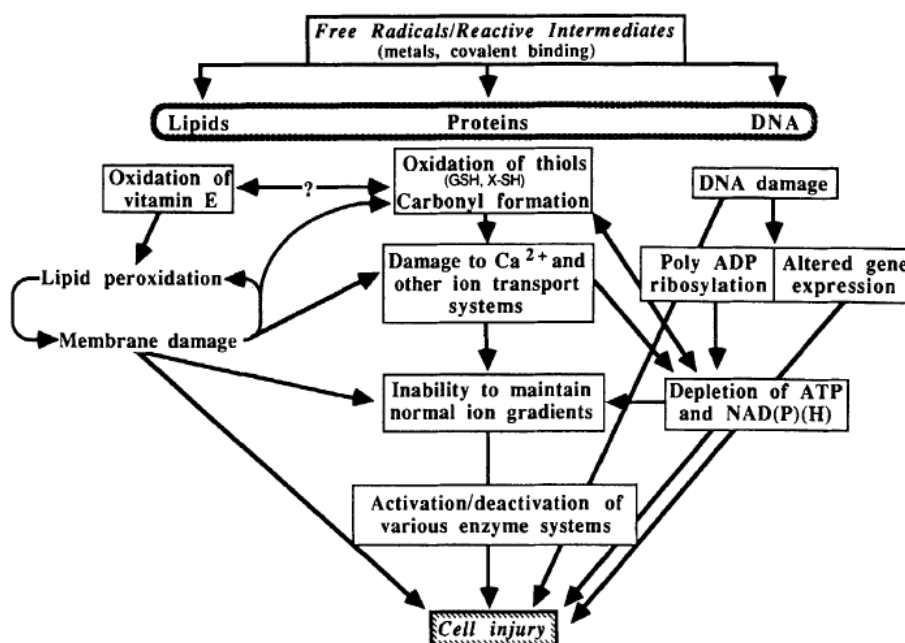 Free Radicals/Reactive Intermediates
(metals, covalent binding)
Lipids Proteins DNA
Oxidation of
vitamin E
?
Oxidation of thiols
(GSH, X-SH)
Carbonyl formation
DNA damage
Lipid peroxidation
Membrane damage
Damage to Ca2+ and
other ion transport
systems
Poly ADP
ribosylation
Altered gene
expression
Inability to maintain
normal ion gradients
Depletion of ATP
and NAD(P)(H)
Activation/deactivation of
various enzyme systems
Cell injury